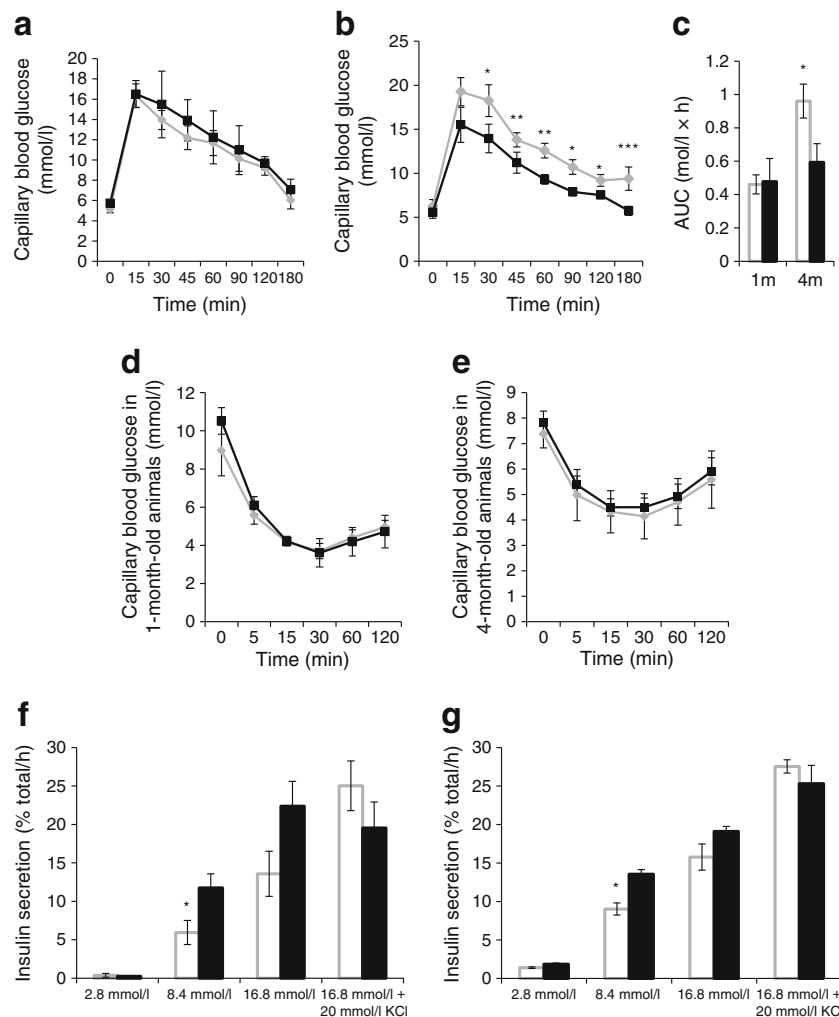 a
Capillary blood glucose
(mmol/l)
20
18
16
14
12
10
8
6
4
2
0
0 15 30 45 60 90 120 180
Time (min)
b
Capillary blood glucose
(mmol/l)
25
20
15
10
5
0
* ** ** * * ***
0 15 30 45 60 90 120 180
Time (min)
c
AUC (mol/l × h)
1.2
1
0.8
0.6
0.4
0.2
0
*
1m 4m
d
Capillary blood glucose in
1-month-old animals (mmol/l)
12
10
8
6
4
2
0
0 5 15 30 60 120
Time (min)
e
Capillary blood glucose in
4-month-old animals (mmol/l)
9
8
7
6
5
4
3
2
1
0
0 5 15 30 60 120
Time (min)
f
Insulin secretion (% total/h)
30
25
20
15
10
5
0
*
2.8 mmol/l 8.4 mmol/l 16.8 mmol/l 16.8 mmol/l +
20 mmol/l KCl
g
Insulin secretion (% total/h)
30
25
20
15
10
5
0
*
2.8 mmol/l 8.4 mmol/l 16.8 mmol/l 16.8 mmol/l +
20 mmol/l KCl